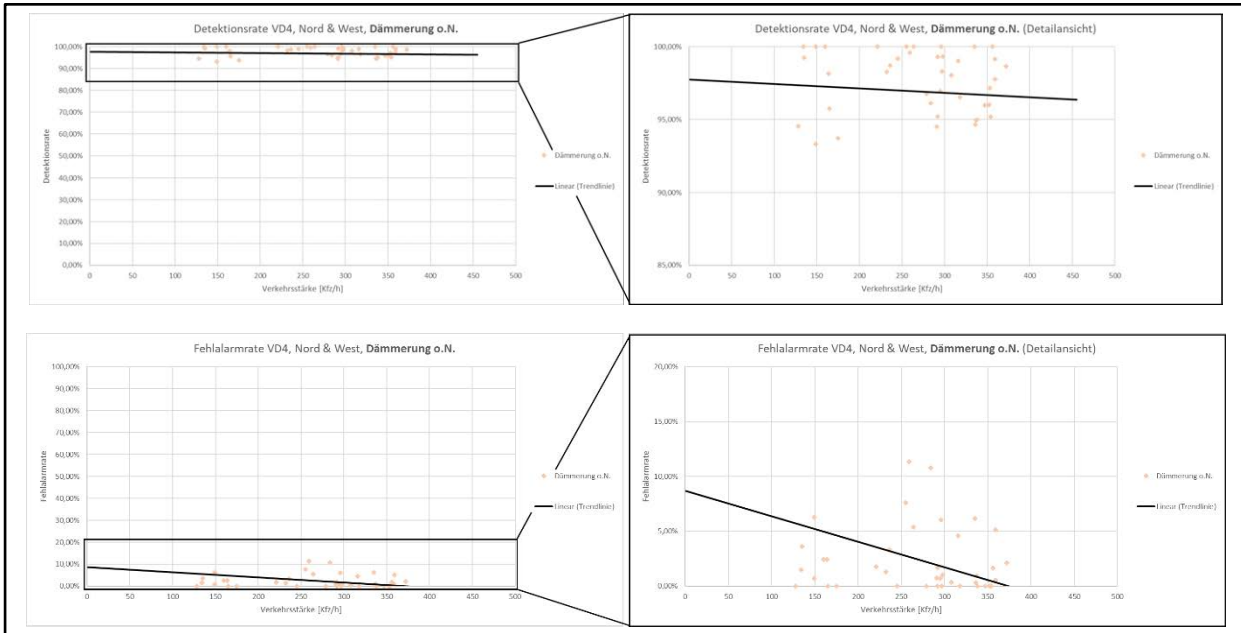 Detektionsrate VD4, Nord & West, Dämmerung o.N.
100,00%
90,00%
80,00%
70,00%
60,00%
50,00%
40,00%
30,00%
20,00%
10,00%
0,00%
Detektionsrate
0 50 100 150 200 250 300 350 400 450 500
Verkehrsstärke [Kfz/h]
Dämmerung o.N.
Linear (Trendlinie)
Detektionsrate VD4, Nord & West, Dämmerung o.N. (Detailansicht)
100,00%
95,00%
90,00%
85,00%
Detektionsrate
0 50 100 150 200 250 300 350 400 450 500
Verkehrsstärke [Kfz/h]
Dämmerung o.N.
Linear (Trendlinie)
Fehlalarmrate VD4, Nord & West, Dämmerung o.N.
100,00%
90,00%
80,00%
70,00%
60,00%
50,00%
40,00%
30,00%
20,00%
10,00%
0,00%
Fehlalarmrate
0 50 100 150 200 250 300 350 400 450 500
Verkehrsstärke [Kfz/h]
Dämmerung o.N.
Linear (Trendlinie)
Fehlalarmrate VD4, Nord & West, Dämmerung o.N. (Detailansicht)
20,00%
15,00%
10,00%
5,00%
0,00%
Fehlalarmrate
0 50 100 150 200 250 300 350 400 450 500
Verkehrsstärke [Kfz/h]
Dämmerung o.N.
Linear (Trendlinie)